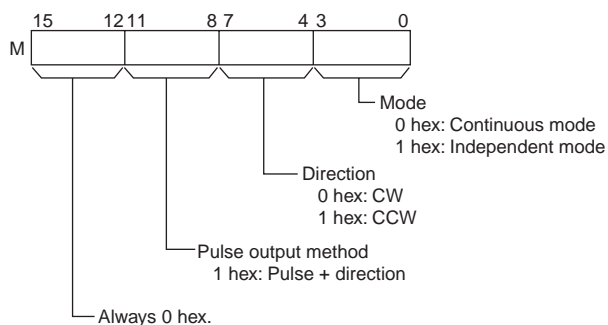 15 12 11 8 7 4 3 0
M
Mode
0 hex: Continuous mode
1 hex: Independent mode
Direction
0 hex: CW
1 hex: CCW
Pulse output method
1 hex: Pulse + direction
Always 0 hex.